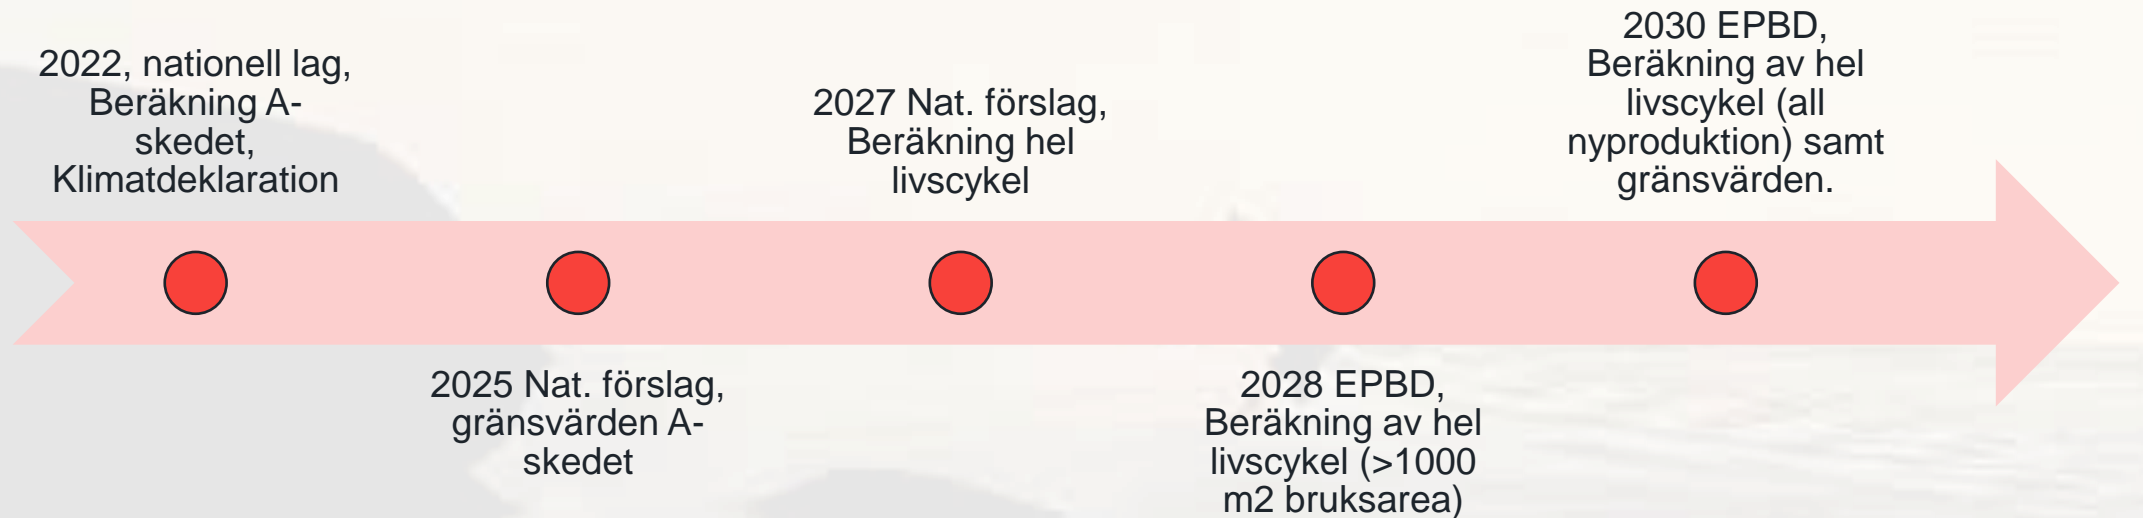 2022, nationell lag,
Beräkning A-
skedet,
Klimatdeklaration
2025 Nat. förslag,
gränsvärden A-
skedet
2027 Nat. förslag,
Beräkning hel
livscykel
2028 EPBD,
Beräkning av hel
livscykel (>1000
m2 bruksarea)
2030 EPBD,
Beräkning av hel
livscykel (all
nyproduktion) samt
gränsvärden.